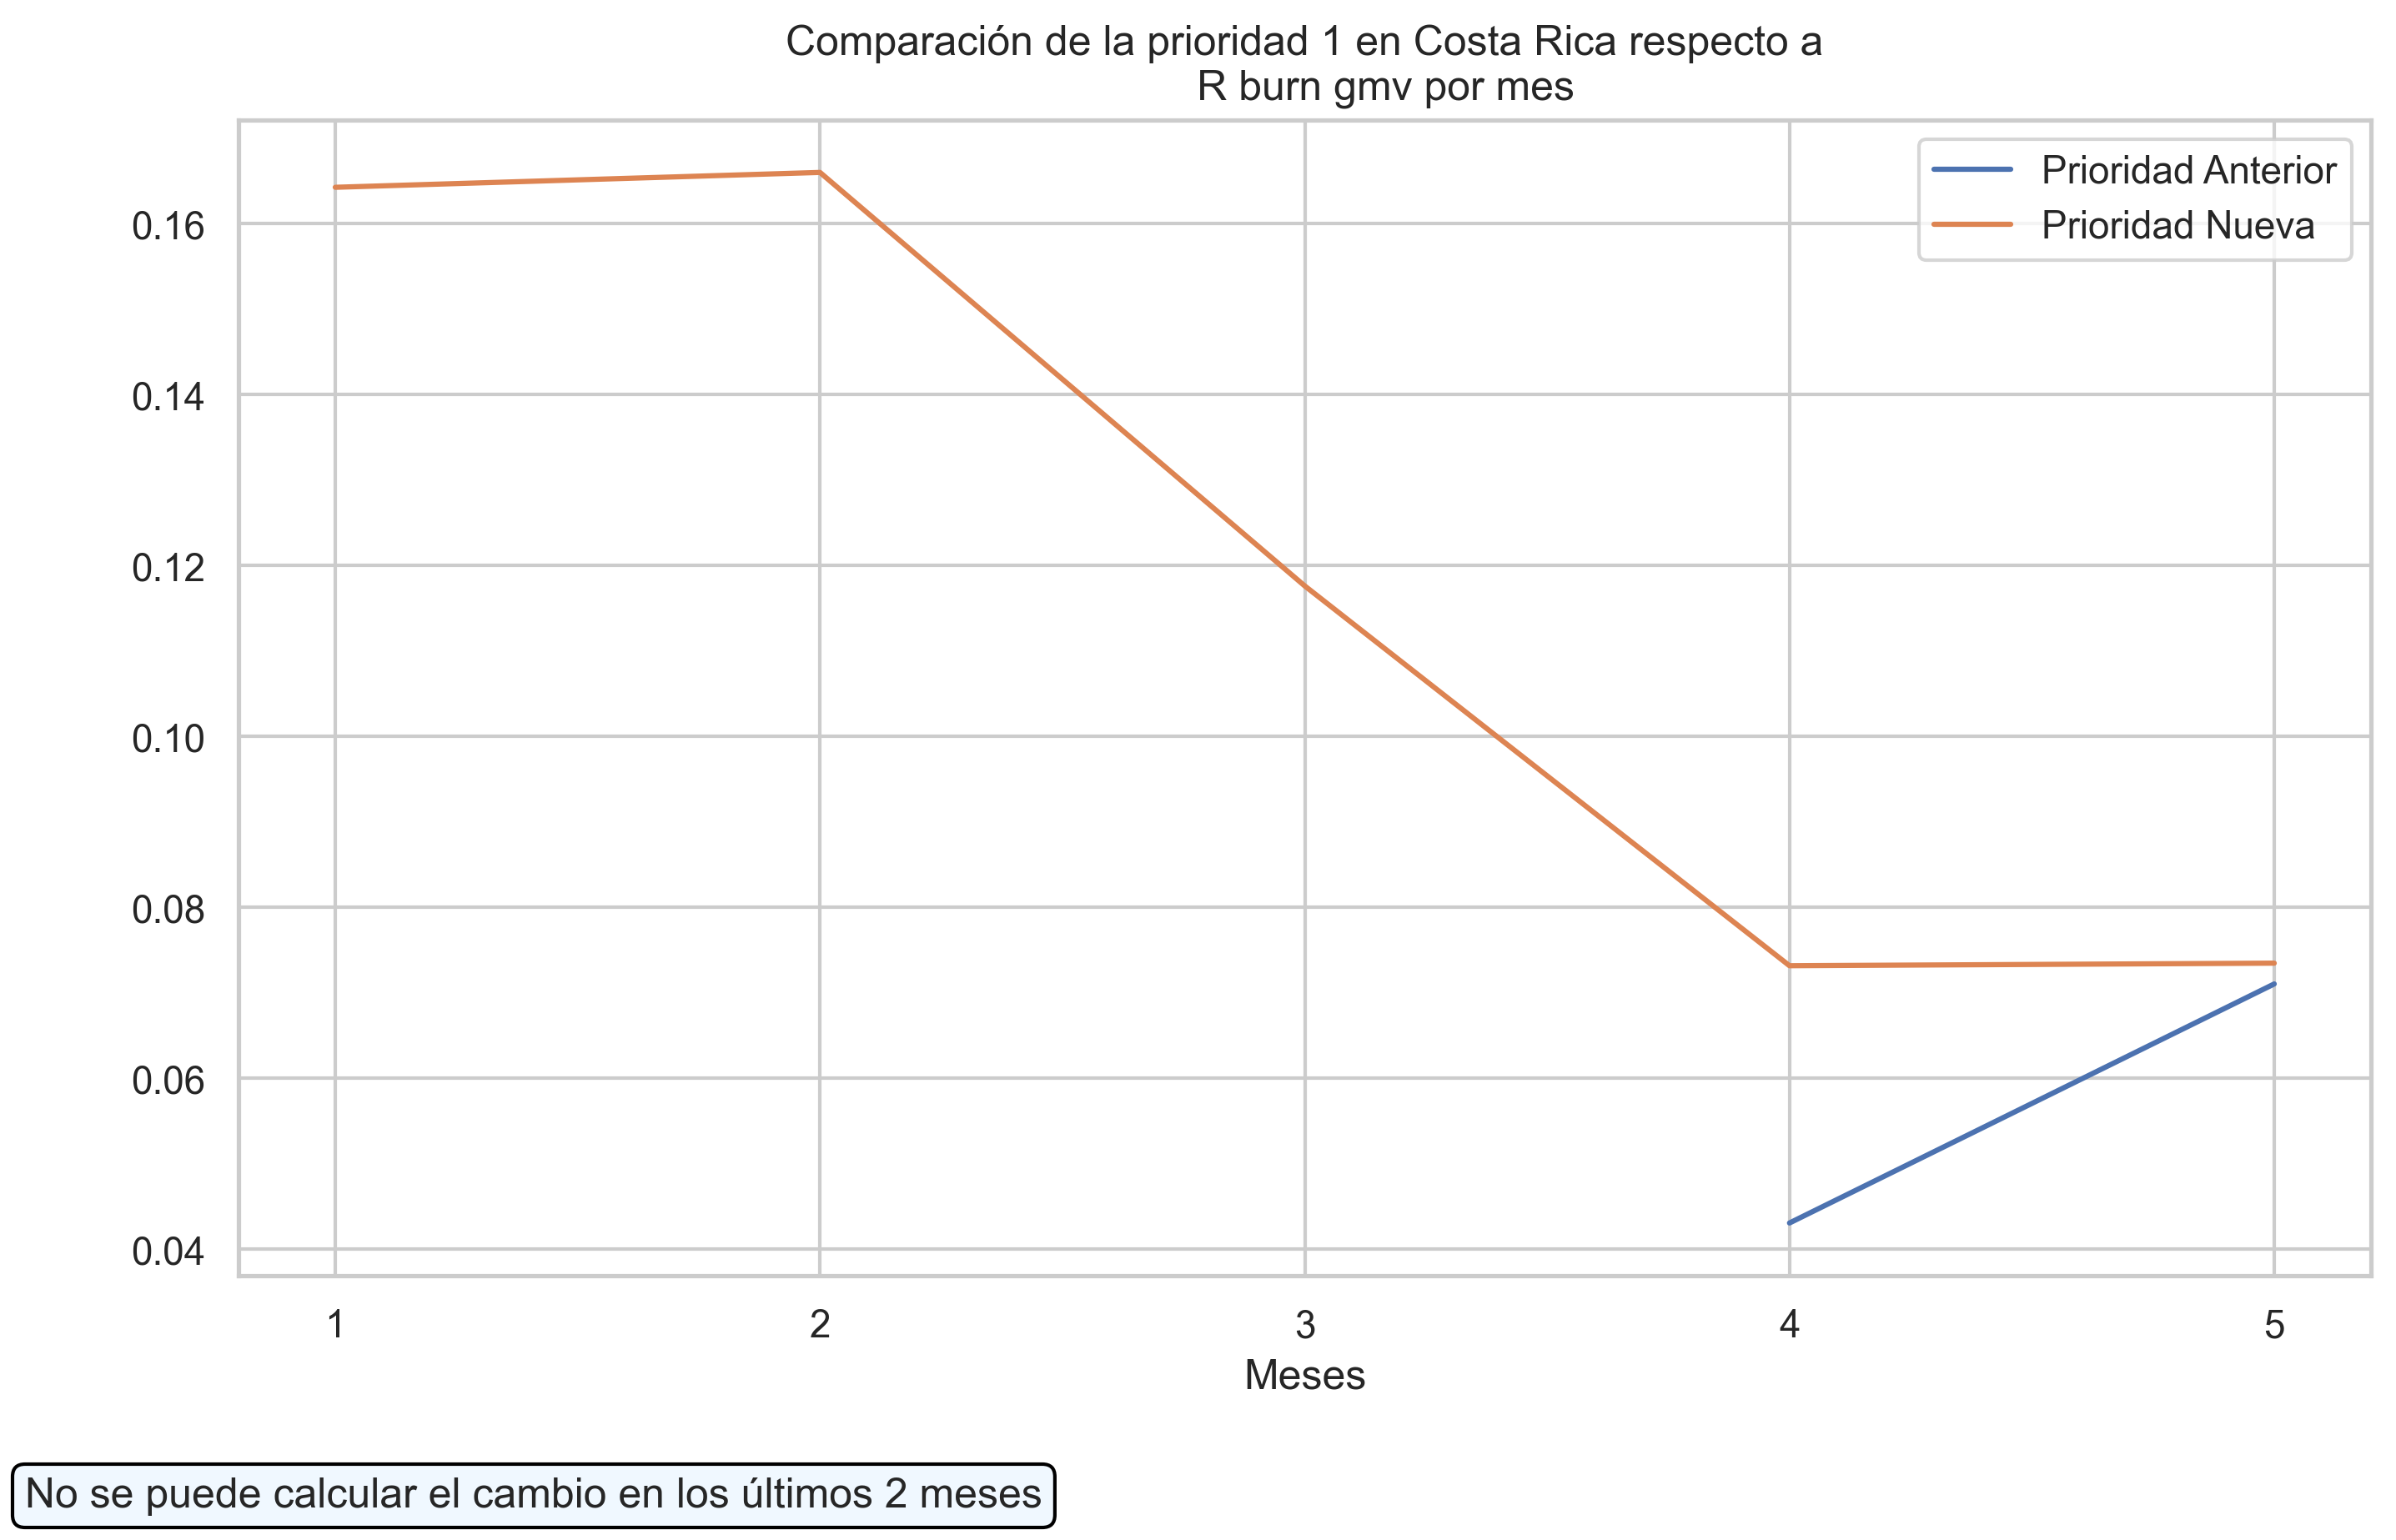 Comparación de la prioridad 1 en Costa Rica respecto a
R burn gmv por mes
Prioridad Anterior
Prioridad Nueva
0.16
0.14
0.12
0.10
0.08
0.06
0.04
1 2 3 4 5
Meses
No se puede calcular el cambio en los últimos 2 meses